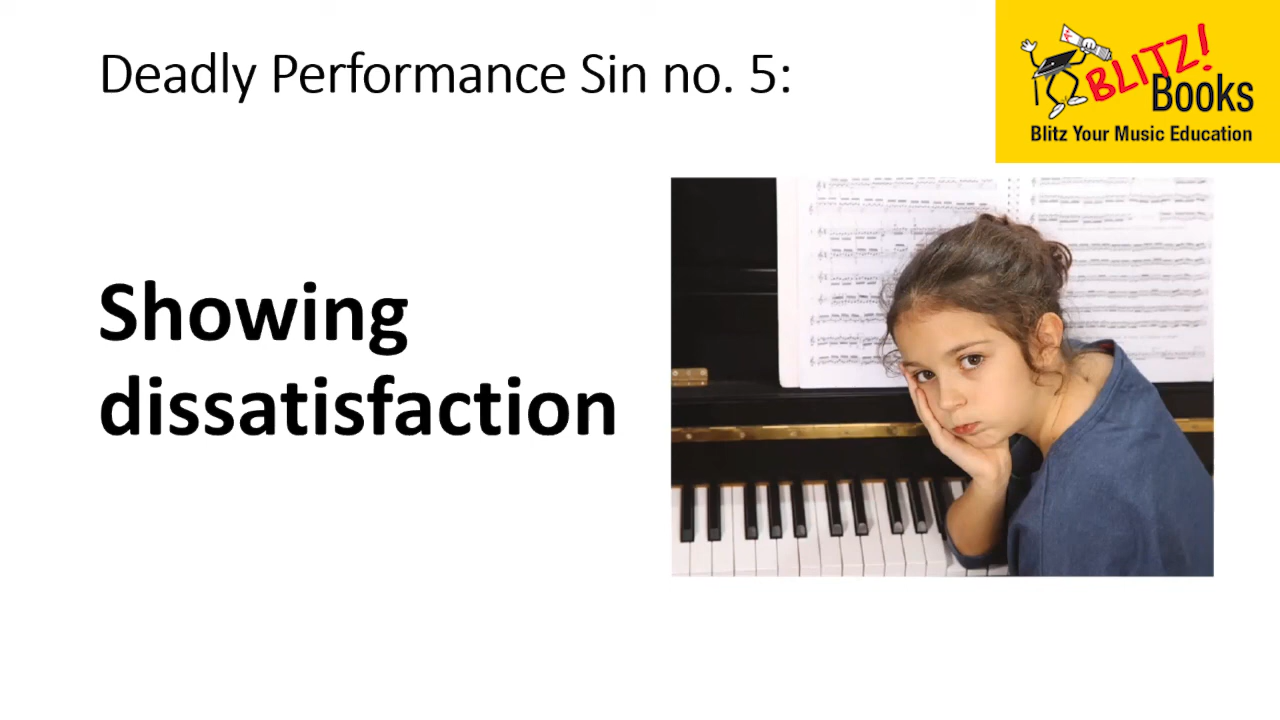 Deadly Performance Sin no. 5:
BLITZ!
Books
Blitz Your Music Education
Showing
dissatisfaction
A+